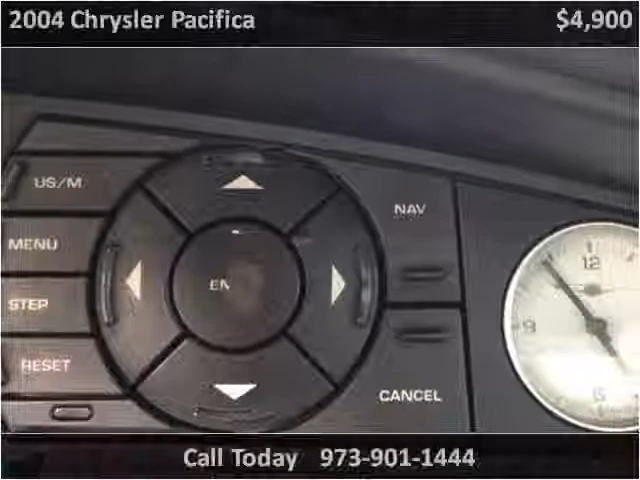 2004 Chrysler Pacifica $4,900
US/M
NAV
MENU
12
9
STEP
RESET
CANCEL
Call Today 973-901-1444